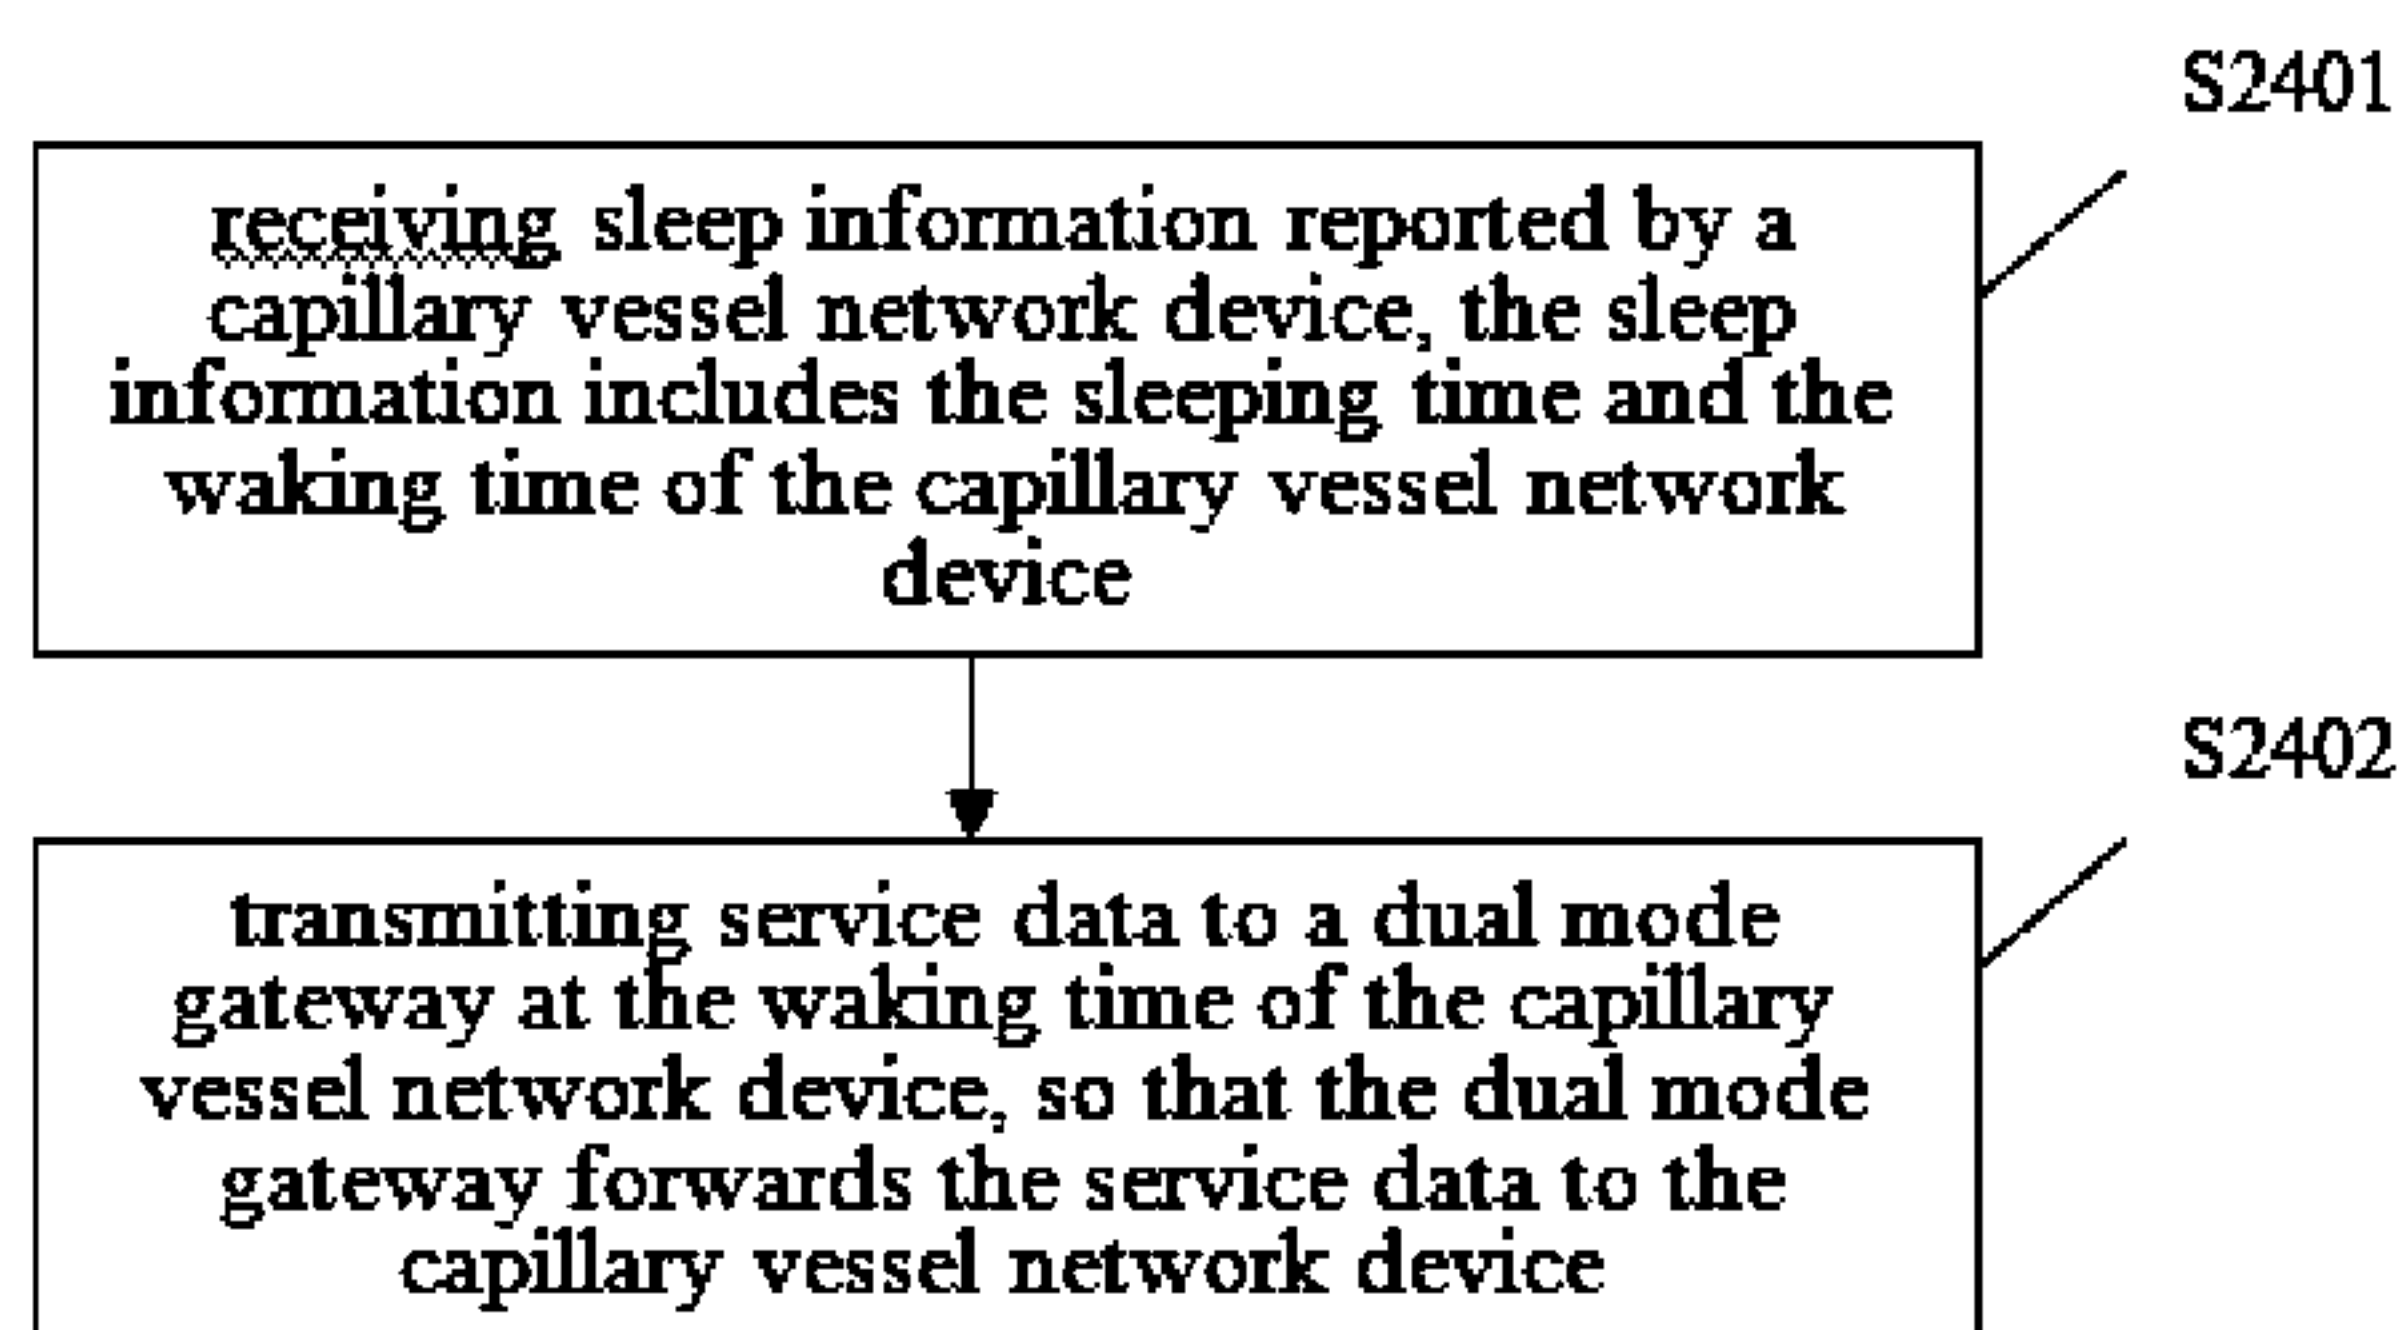 S2401
receiving sleep information reported by a
capillary vessel network device, the sleep
information includes the sleeping time and the
waking time of the capillary vessel network
device
S2402
transmitting service data to a dual mode
gateway at the waking time of the capillary
vessel network device, so that the dual mode
gateway forwards the service data to the
capillary vessel network device